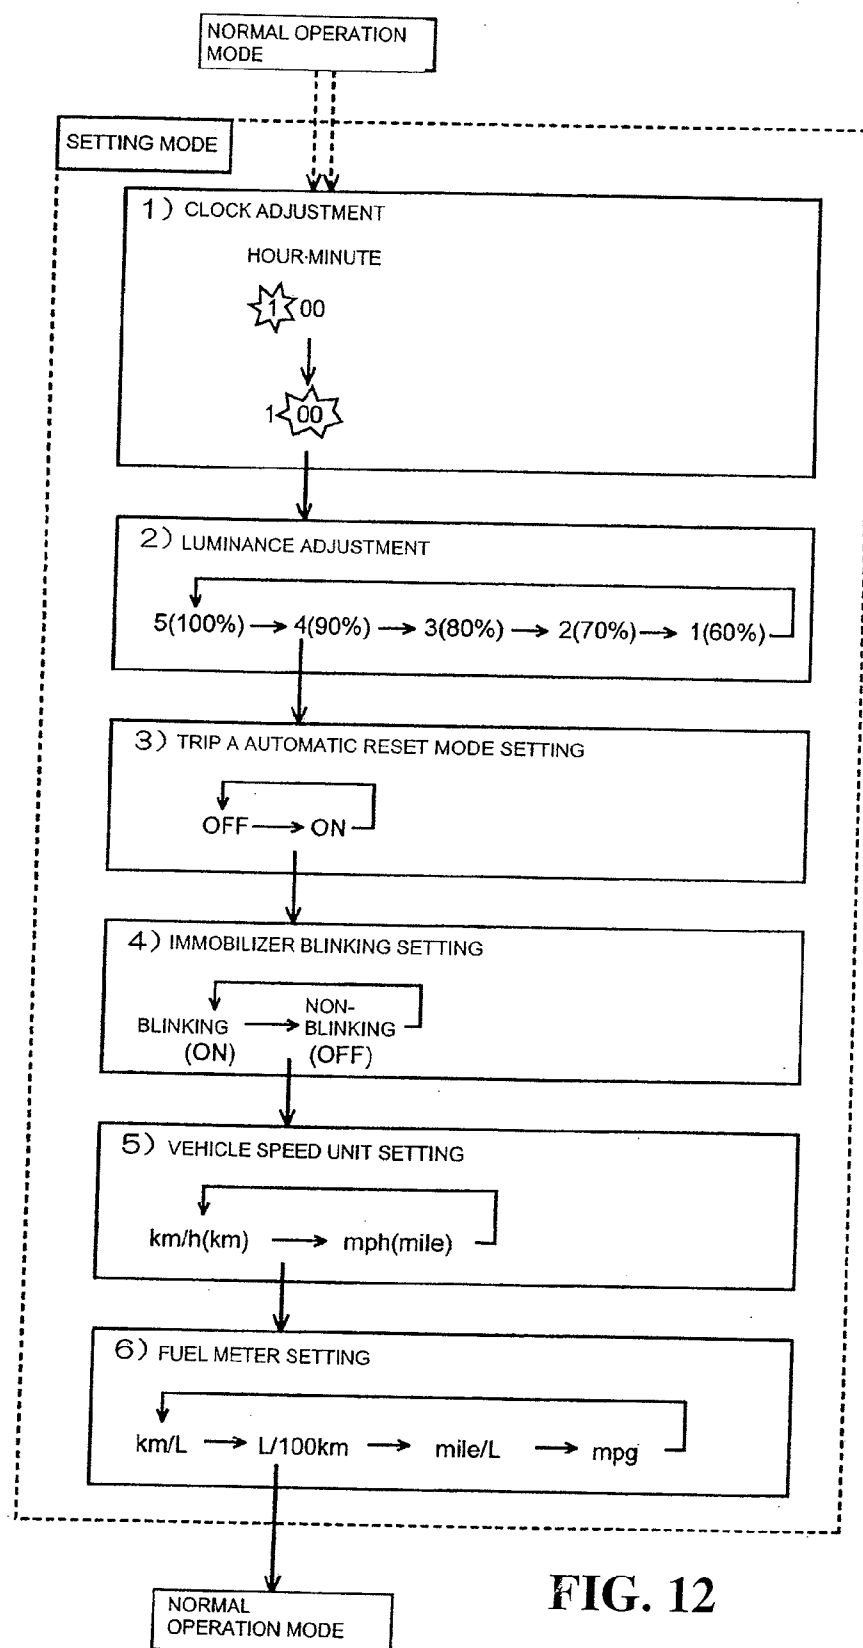 NORMAL OPERATION
MODE
SETTING MODE
1) CLOCK ADJUSTMENT
HOUR·MINUTE
1 00
1 00
2) LUMINANCE ADJUSTMENT
5(100%) → 4(90%) → 3(80%) → 2(70%) → 1(60%)
3) TRIP A AUTOMATIC RESET MODE SETTING
OFF → ON
4) IMMOBILIZER BLINKING SETTING
BLINKING → NON-
BLINKING
(ON) (OFF)
5) VEHICLE SPEED UNIT SETTING
km/h(km) → mph(mile)
6) FUEL METER SETTING
km/L → L/100km → mile/L → mpg
NORMAL
OPERATION MODE
FIG. 12